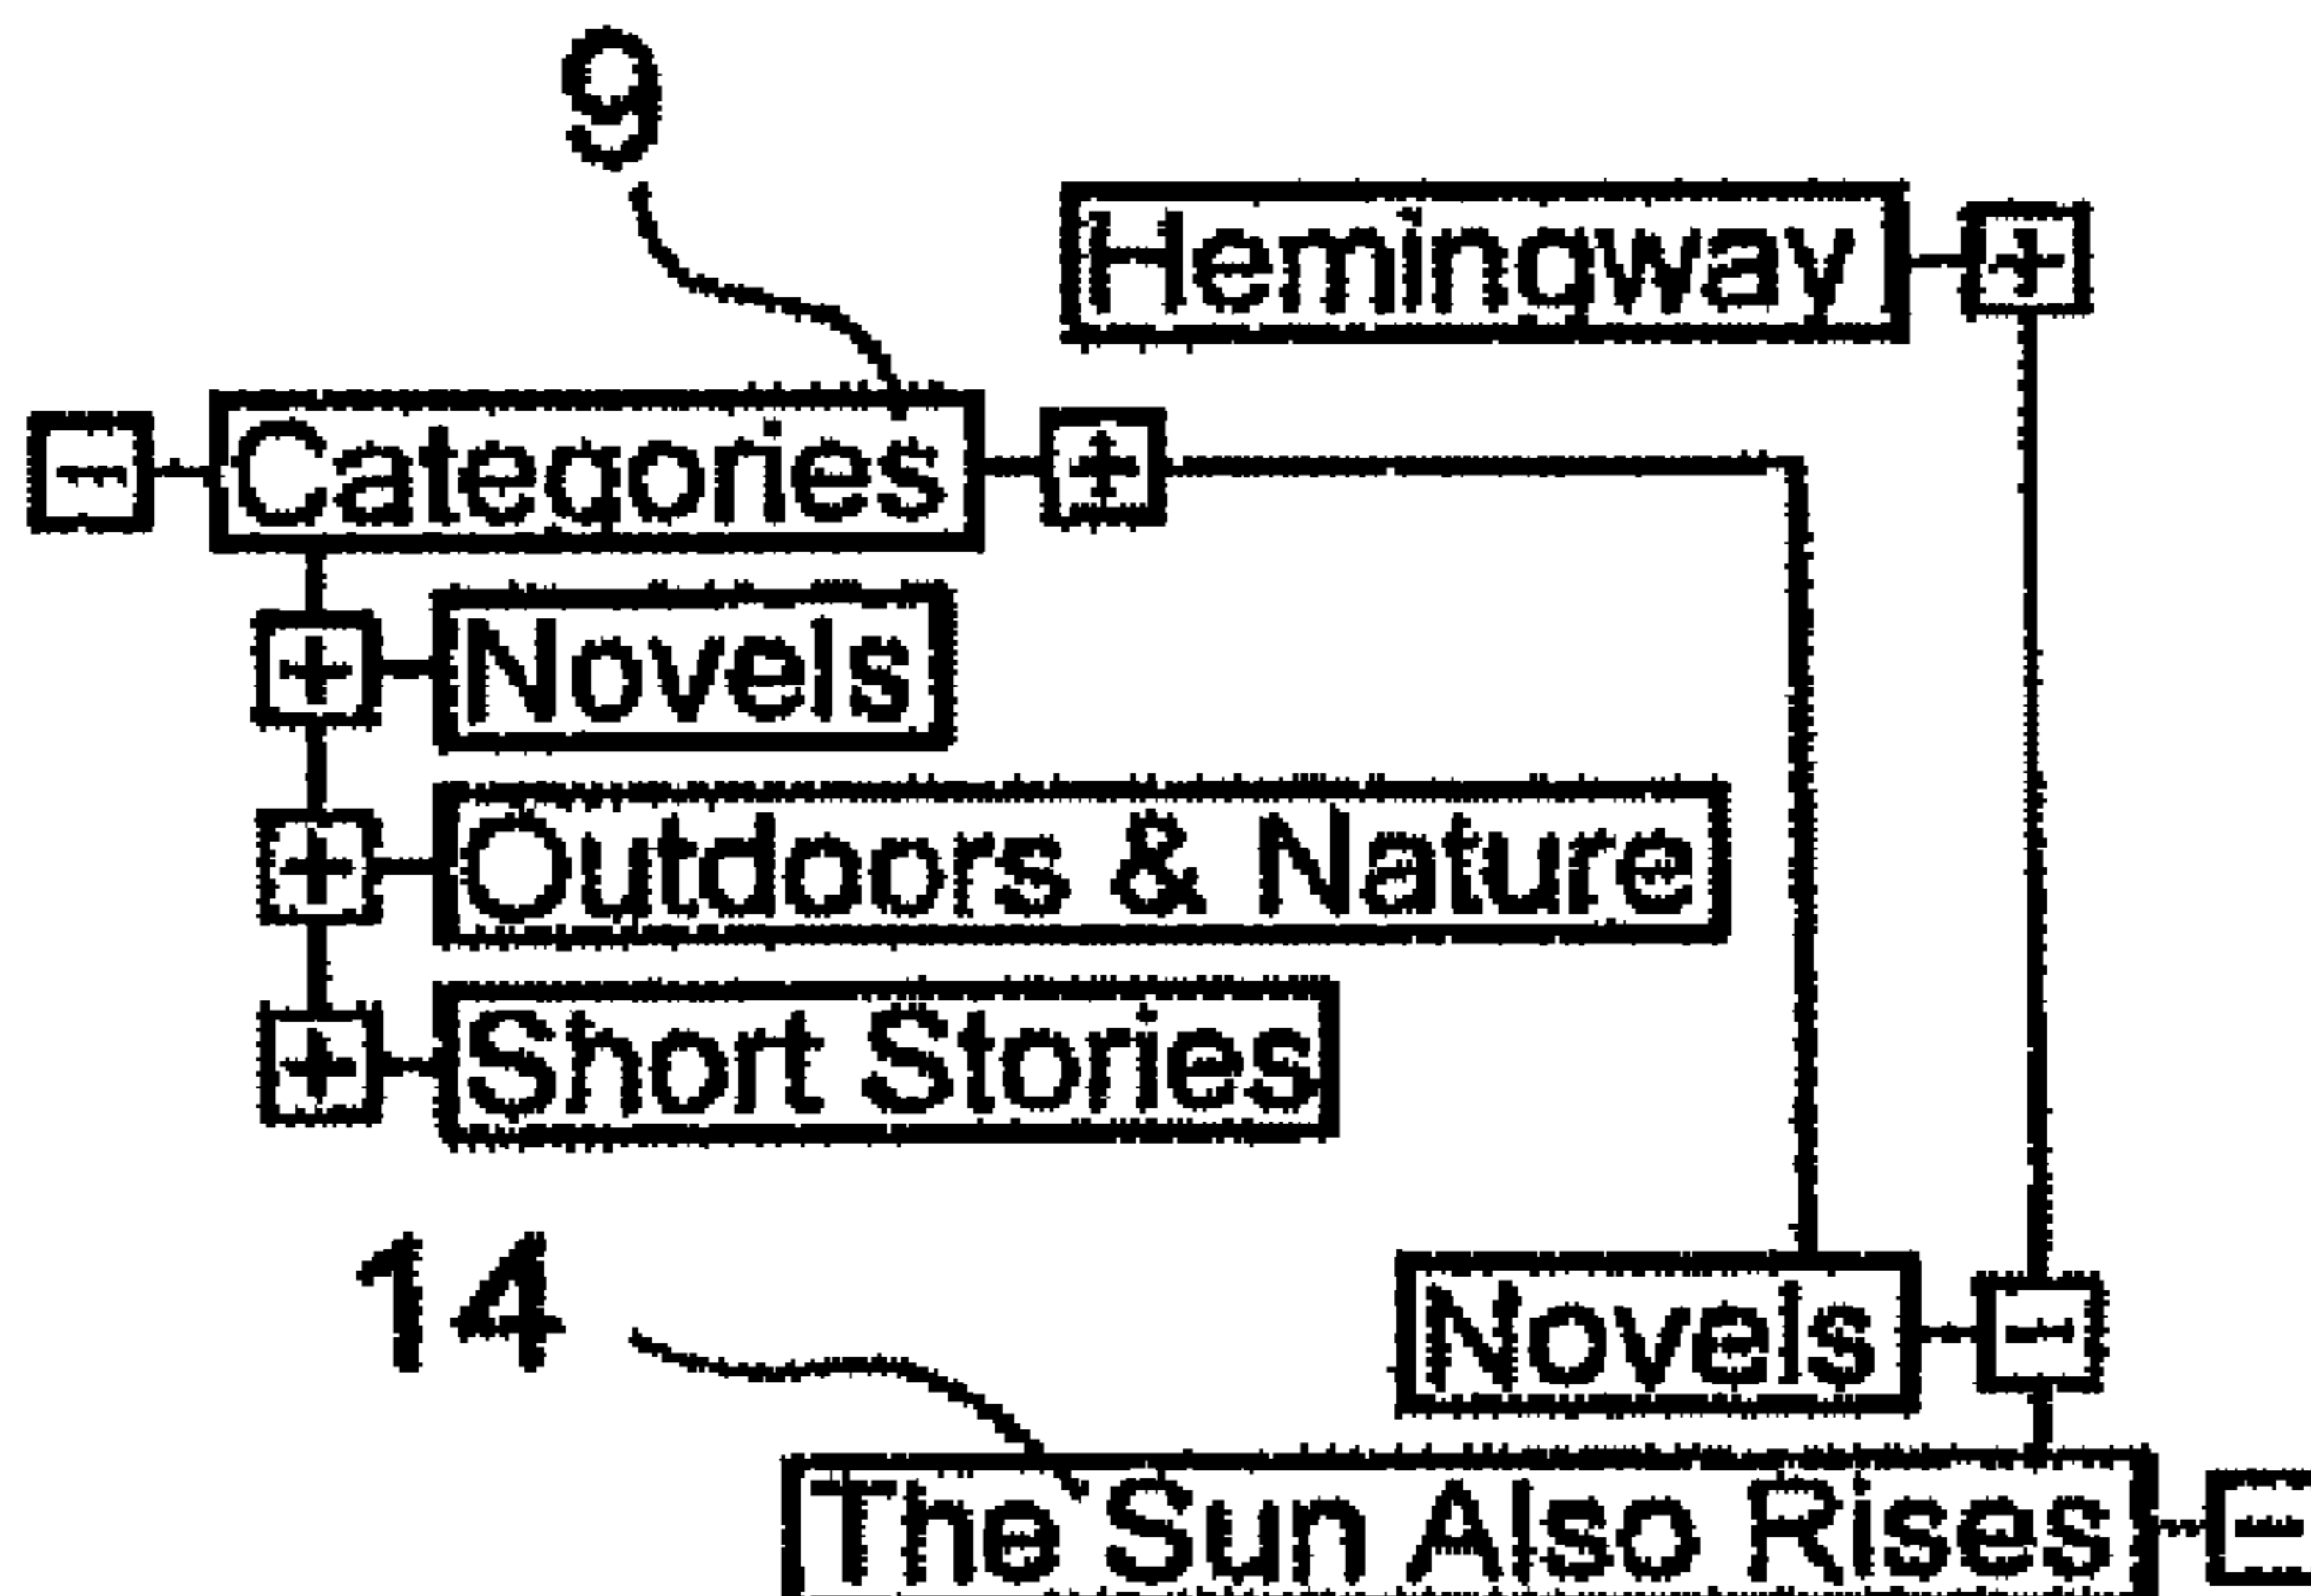 9
Hemingway
- Categories +
+ Novels
+ Outdoors & Nature
+ Short Stories
14
Novels -
The Sun Also Rises -